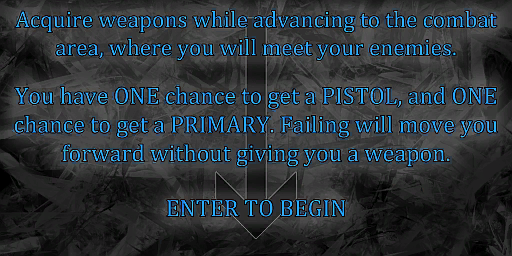 Acquire weapons while advancing to the combat
area, where you will meet your enemies.
You have ONE chance to get a PISTOL, and ONE
chance to get a PRIMARY. Failing will move you
forward without giving you a weapon.
ENTER TO BEGIN